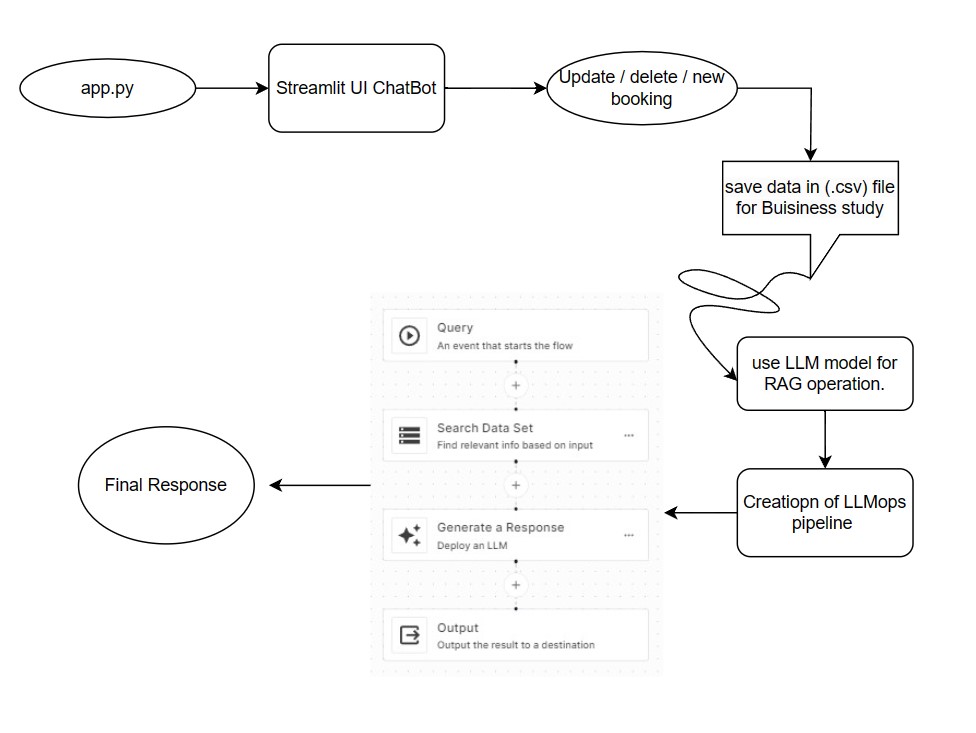 app.py
Streamlit UI ChatBot
Update / delete / new
booking
save data in (.csv) file
for Buisiness study
use LLM model for
RAG operation.
Creatiopn of LLMops
pipeline
Query
An event that starts the flow
Search Data Set
Find relevant info based on input
Generate a Response
Deploy an LLM
Output
Output the result to a destination
Final Response